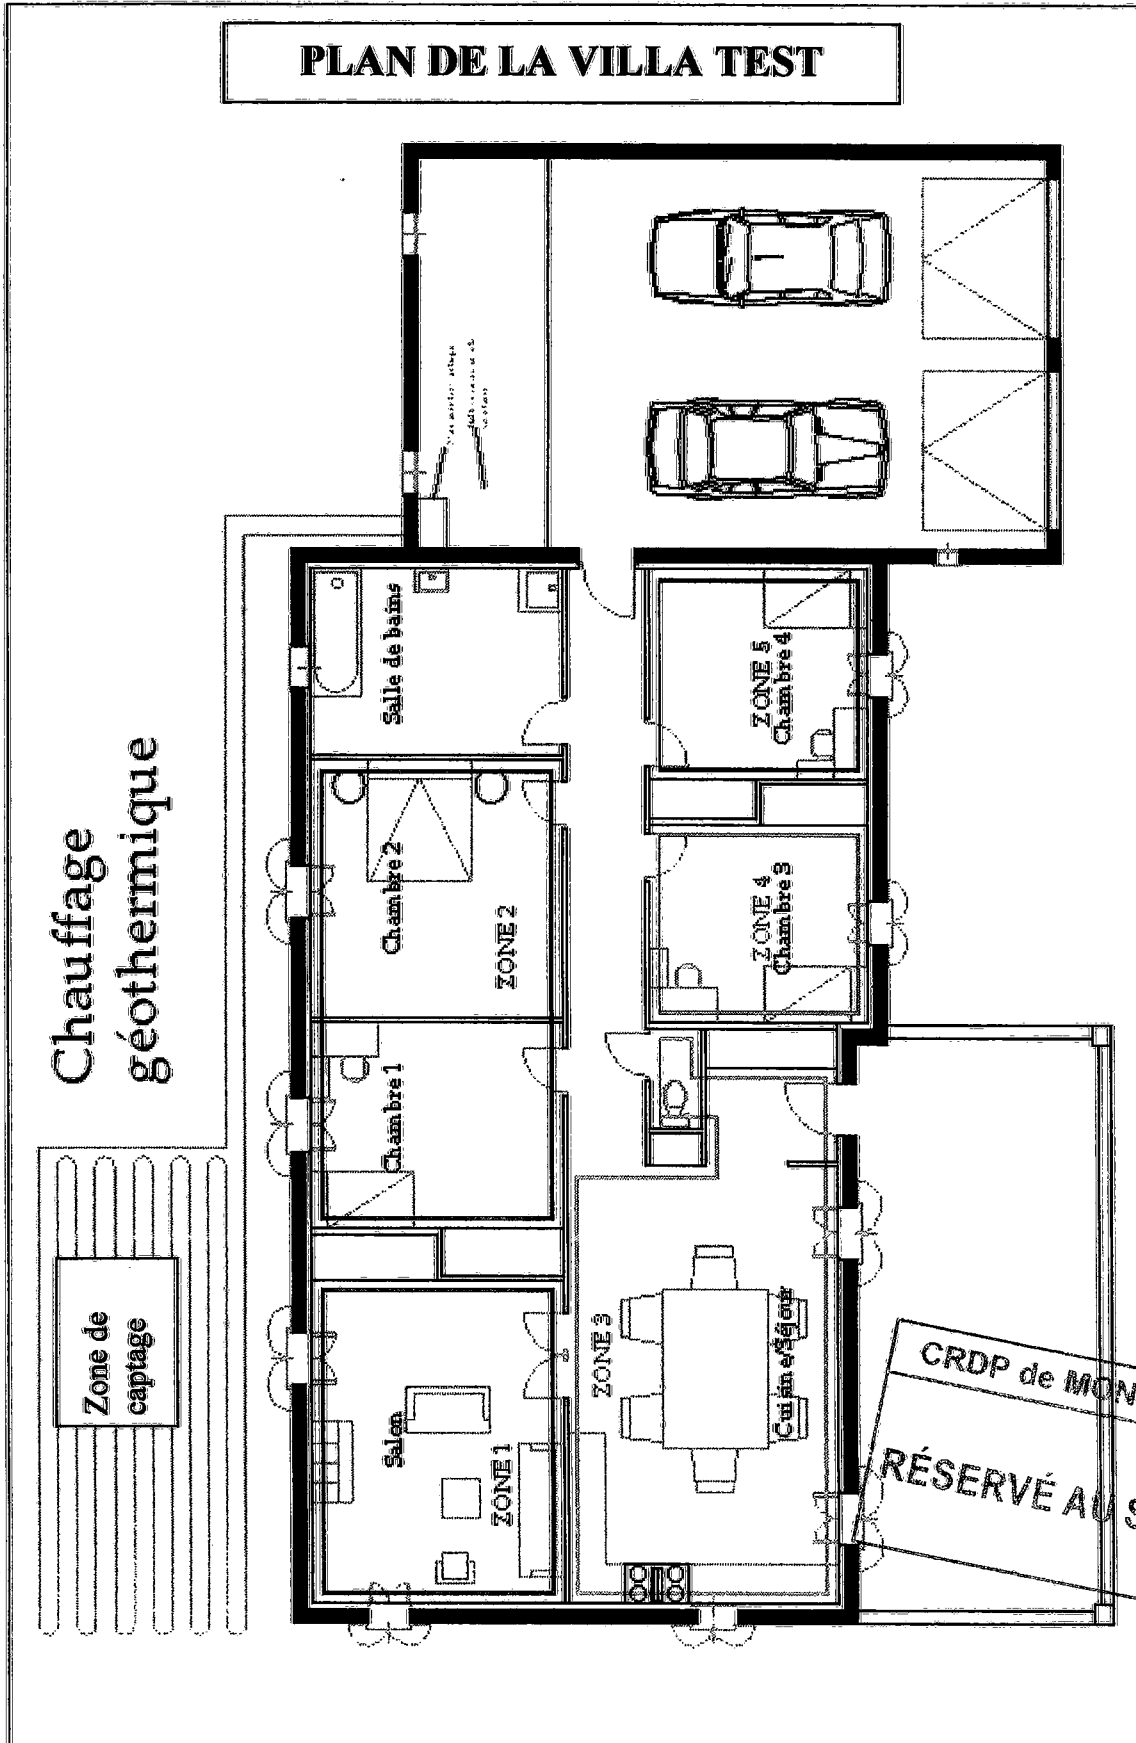 PLAN DE LA VILLA TEST
Chauffage
géothermique
Zone de
captage
Salle de bains
Chambre 2
ZONE 2
Chambre 1
Salon
ZONE 1
ZONE 5
Chambre 4
ZONE 4
Chambre 3
ZONE 3
Cuisine/Séjour
CRDP de MON
RÉSERVÉ AU S